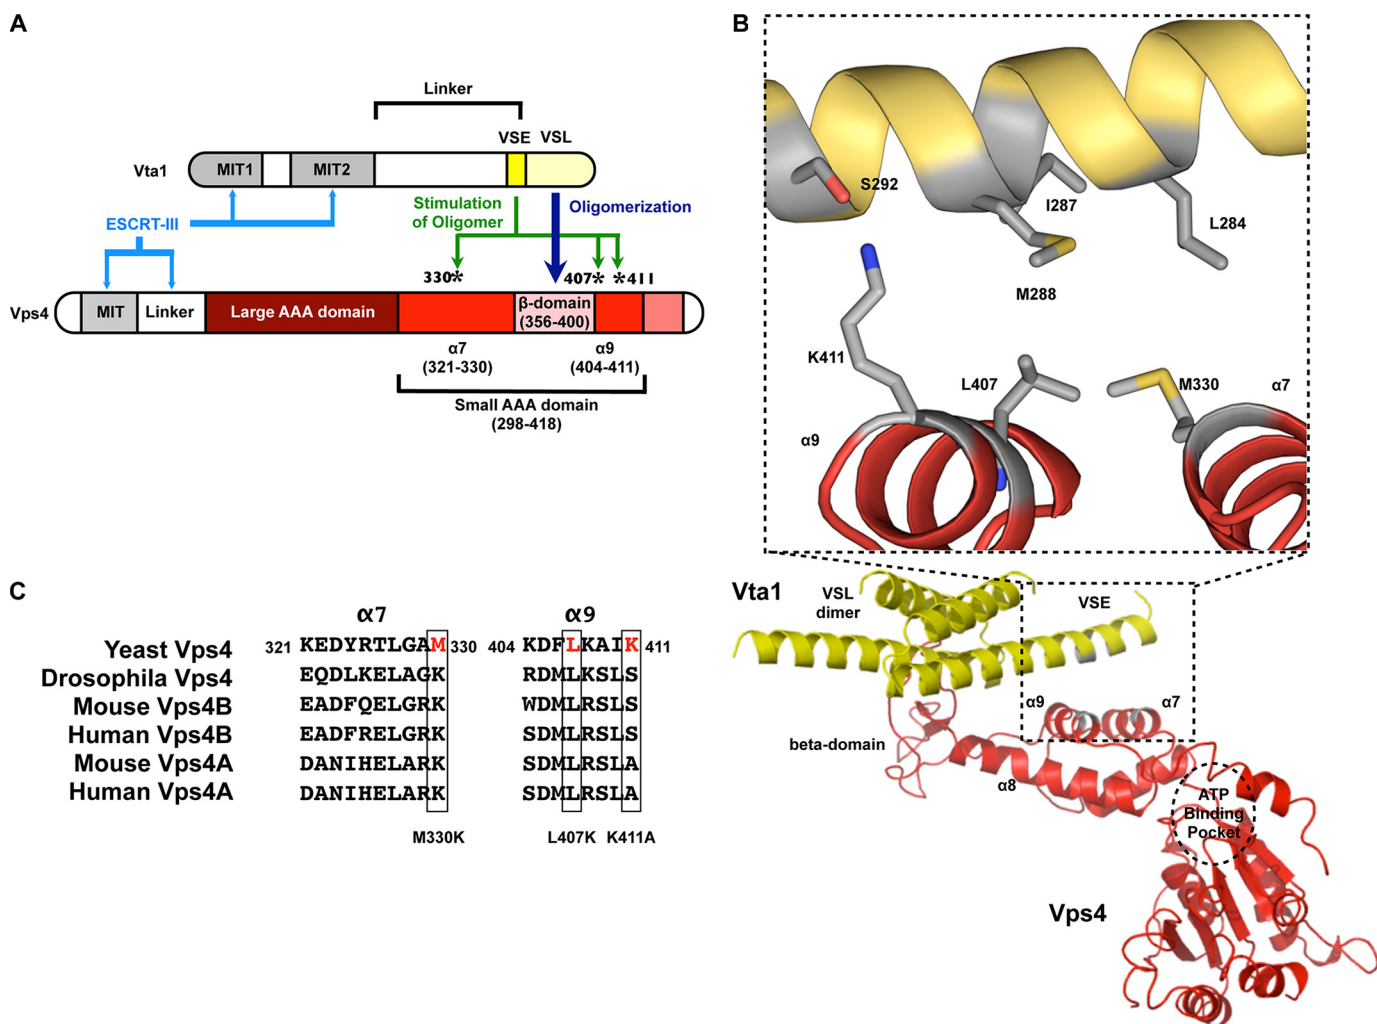 A
Linker
VSE
VSL
Vta1
MIT1
MIT2
ESCRT-III
Stimulation
of Oligomer
Oligomerization
330*
407*
*411
Vps4
MIT
Linker
Large AAA domain
β-domain
(356-400)
α7
(321-330)
α9
(404-411)
Small AAA domain
(298-418)
B
S292
I287
L284
M288
K411
L407
M330
α7
α9
Vta1
VSL
dimer
VSE
α9
α7
beta-domain
α8
ATP
Binding
Pocket
Vps4
C
α7
α9
Yeast Vps4 321 KEDYRTLGAM 330 404 KDFLKAIK 411
Drosophila Vps4 EQDLKELAGK RDMLKSLS
Mouse Vps4B EADFQELGRK WDMLRSLS
Human Vps4B EADFRELGRK SDMLRSLS
Mouse Vps4A DANIHELARK SDMLRSLA
Human Vps4A DANIHELARK SDMLRSLA
M330K L407K K411A